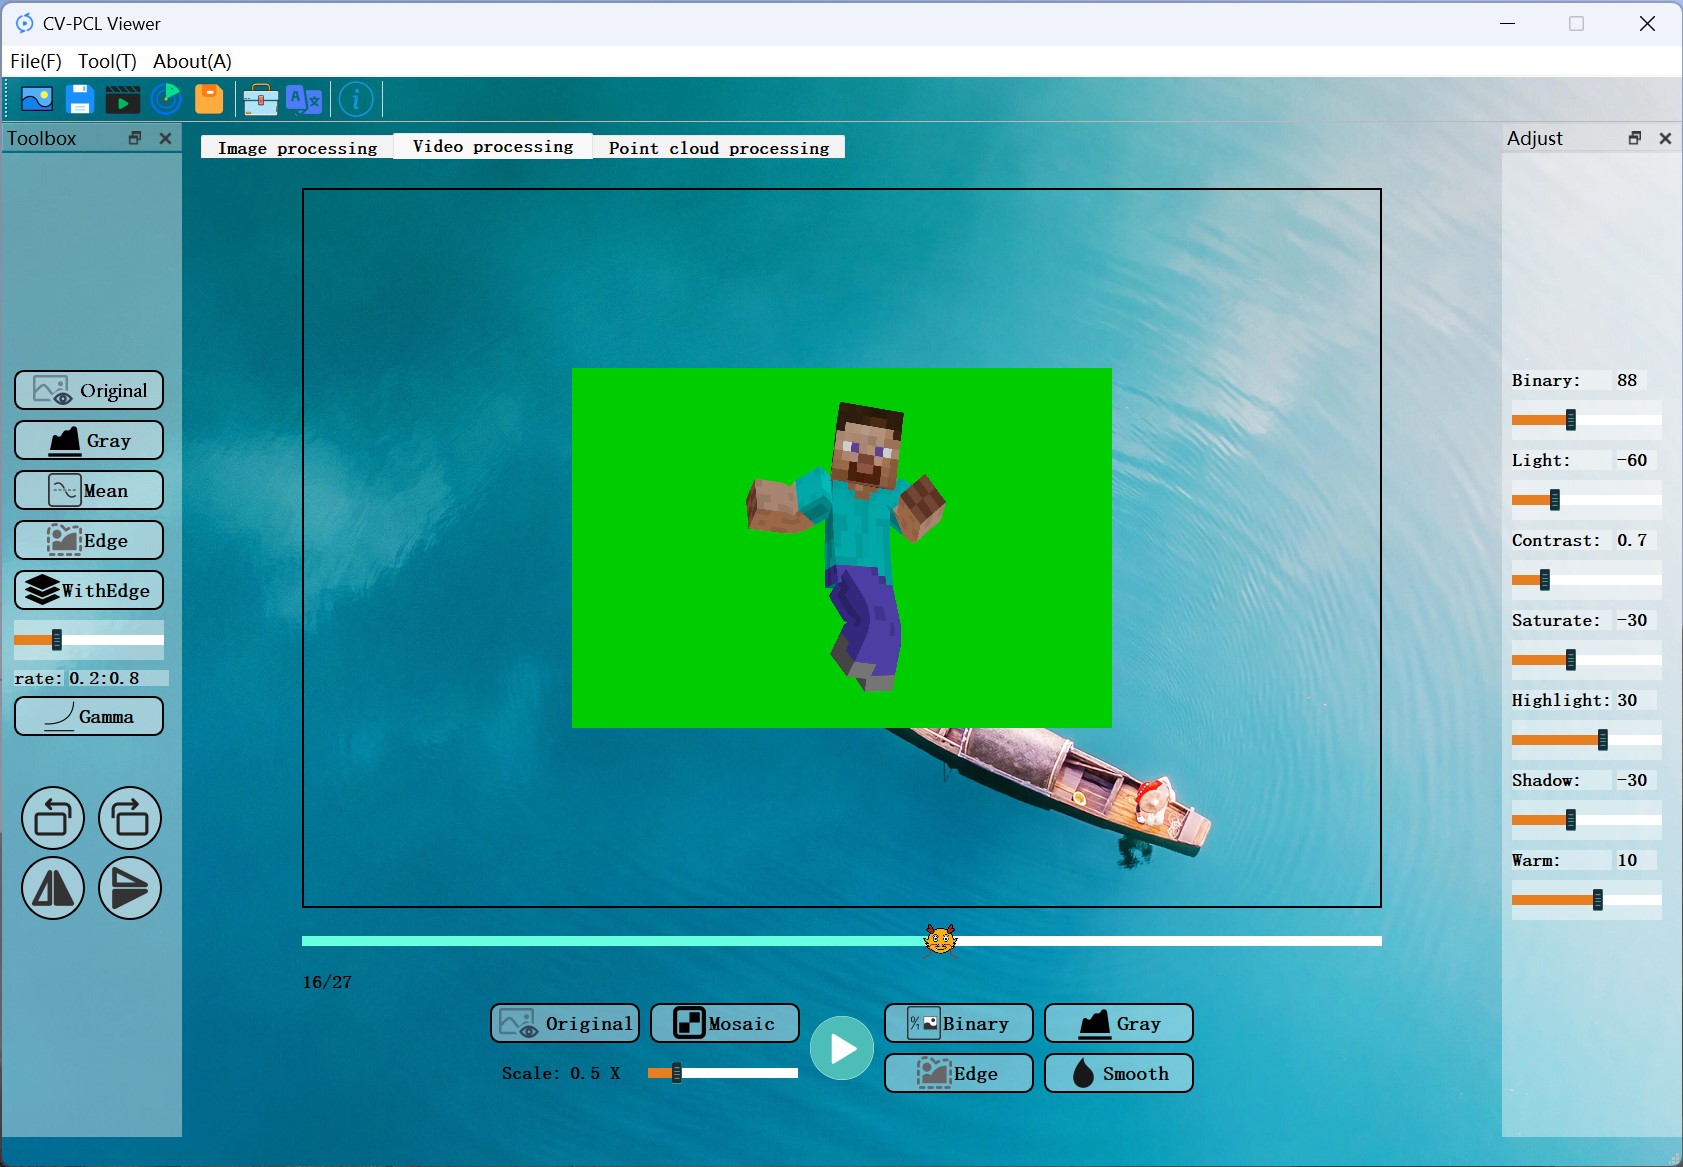 CV-PCL Viewer
File(F) Tool(T) About(A)
Toolbox
Image processing Video processing Point cloud processing
Adjust
Original
Gray
Mean
Edge
WithEdge
rate: 0.2:0.8
Gamma
Binary: 88
Light: -60
Contrast: 0.7
Saturate: -30
Highlight: 30
Shadow: -30
Warm: 10
16/27
Original Mosaic Binary Gray
Scale: 0.5 X Edge Smooth